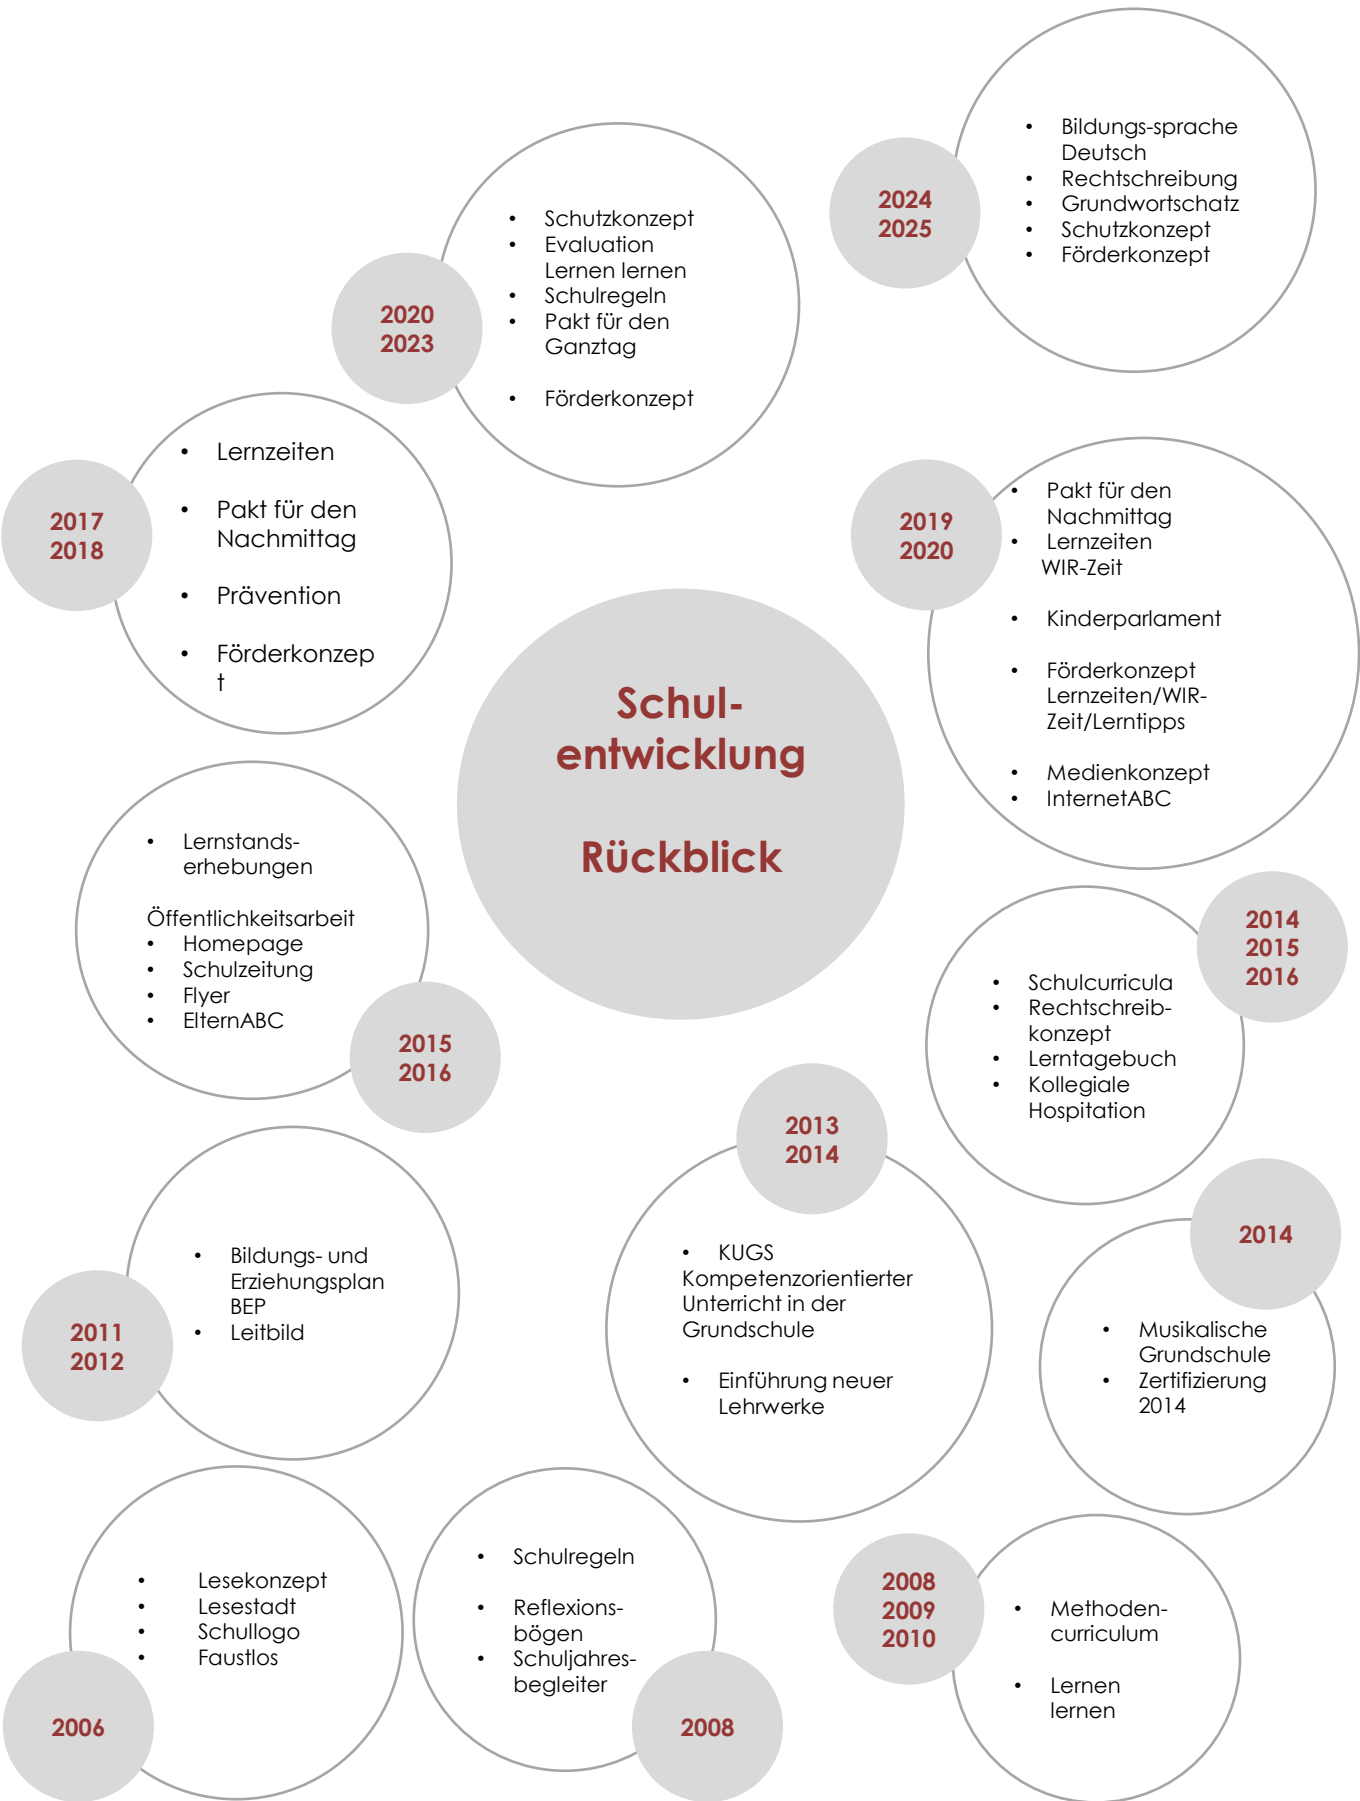 2024
2025
• Bildungs-sprache
Deutsch
• Rechtschreibung
• Grundwortschatz
• Schutzkonzept
• Förderkonzept
2020
2023
• Schutzkonzept
• Evaluation
Lernen lernen
• Schulregeln
• Pakt für den
Ganztag
• Förderkonzept
2017
2018
• Lernzeiten
• Pakt für den
Nachmittag
• Prävention
• Förderkonzep
t
2019
2020
• Pakt für den
Nachmittag
• Lernzeiten
WIR-Zeit
• Kinderparlament
• Förderkonzept
Lernzeiten/WIR-
Zeit/Lerntipps
• Medienkonzept
• InternetABC
Schul-
entwicklung
Rückblick
• Lernstands-
erhebungen
Öffentlichkeitsarbeit
• Homepage
• Schulzeitung
• Flyer
• ElternABC
2015
2016
2014
2015
2016
• Schulcurricula
• Rechtschreib-
konzept
• Lerntagebuch
• Kollegiale
Hospitation
2013
2014
• KUGS
Kompetenzorientierter
Unterricht in der
Grundschule
• Einführung neuer
Lehrwerke
2014
• Musikalische
Grundschule
• Zertifizierung
2014
2011
2012
• Bildungs- und
Erziehungsplan
BEP
• Leitbild
• Lesekonzept
• Lesestadt
• Schullogo
• Faustlos
2006
• Schulregeln
• Reflexions-
bögen
• Schuljahres-
begleiter
2008
2008
2009
2010
• Methoden-
curriculum
• Lernen
lernen